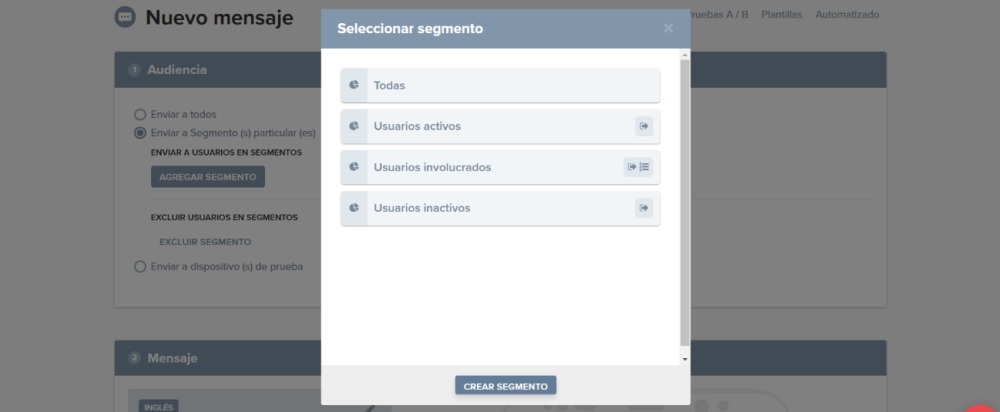 Nuevo mensaje
Pruebas A / B Plantillas Automatizado
1 Audiencia
Enviar a todos
Enviar a Segmento (s) particular (es)
ENVIAR A USUARIOS EN SEGMENTOS
AGREGAR SEGMENTO
EXCLUIR USUARIOS EN SEGMENTOS
EXCLUIR SEGMENTO
Enviar a dispositivo (s) de prueba
2 Mensaje
INGLÉS
Seleccionar segmento
Todas
Usuarios activos
Usuarios involucrados
Usuarios inactivos
CREAR SEGMENTO